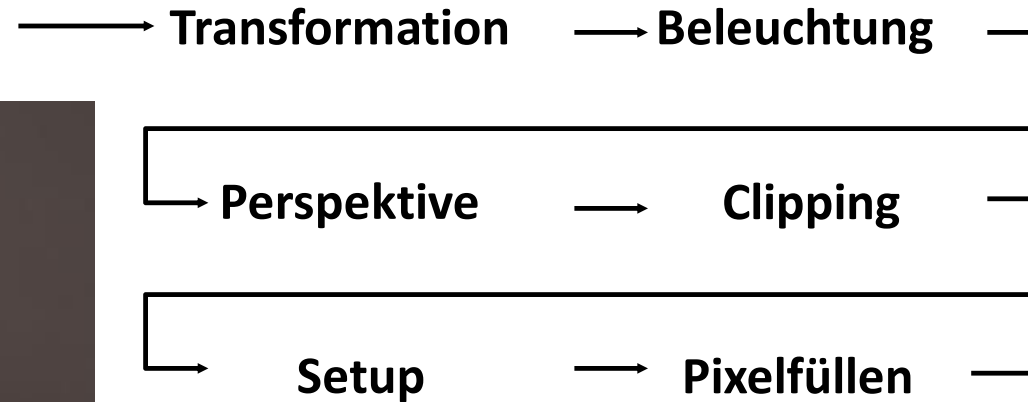 Transformation Beleuchtung
Perspektive Clipping
Setup Pixelfüllen